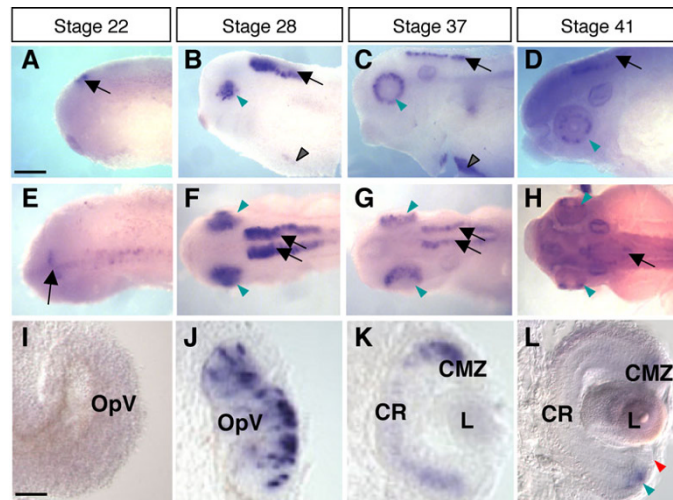 Stage 22 Stage 28 Stage 37 Stage 41
A B C D
E F G H
I J K L
OpV OpV CMZ CR L CMZ CR L